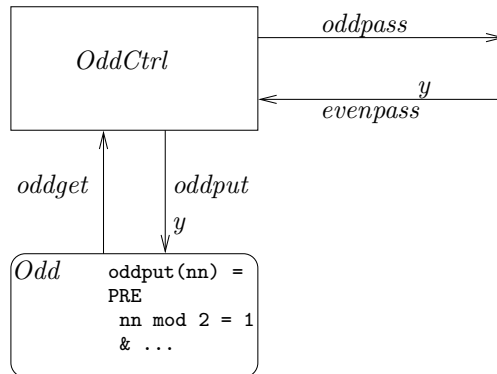 oddpass
OddCtrl
y
evenpass
oddget
oddput
y
Odd
oddput(nn) =
PRE
nn mod 2 = 1
& ...